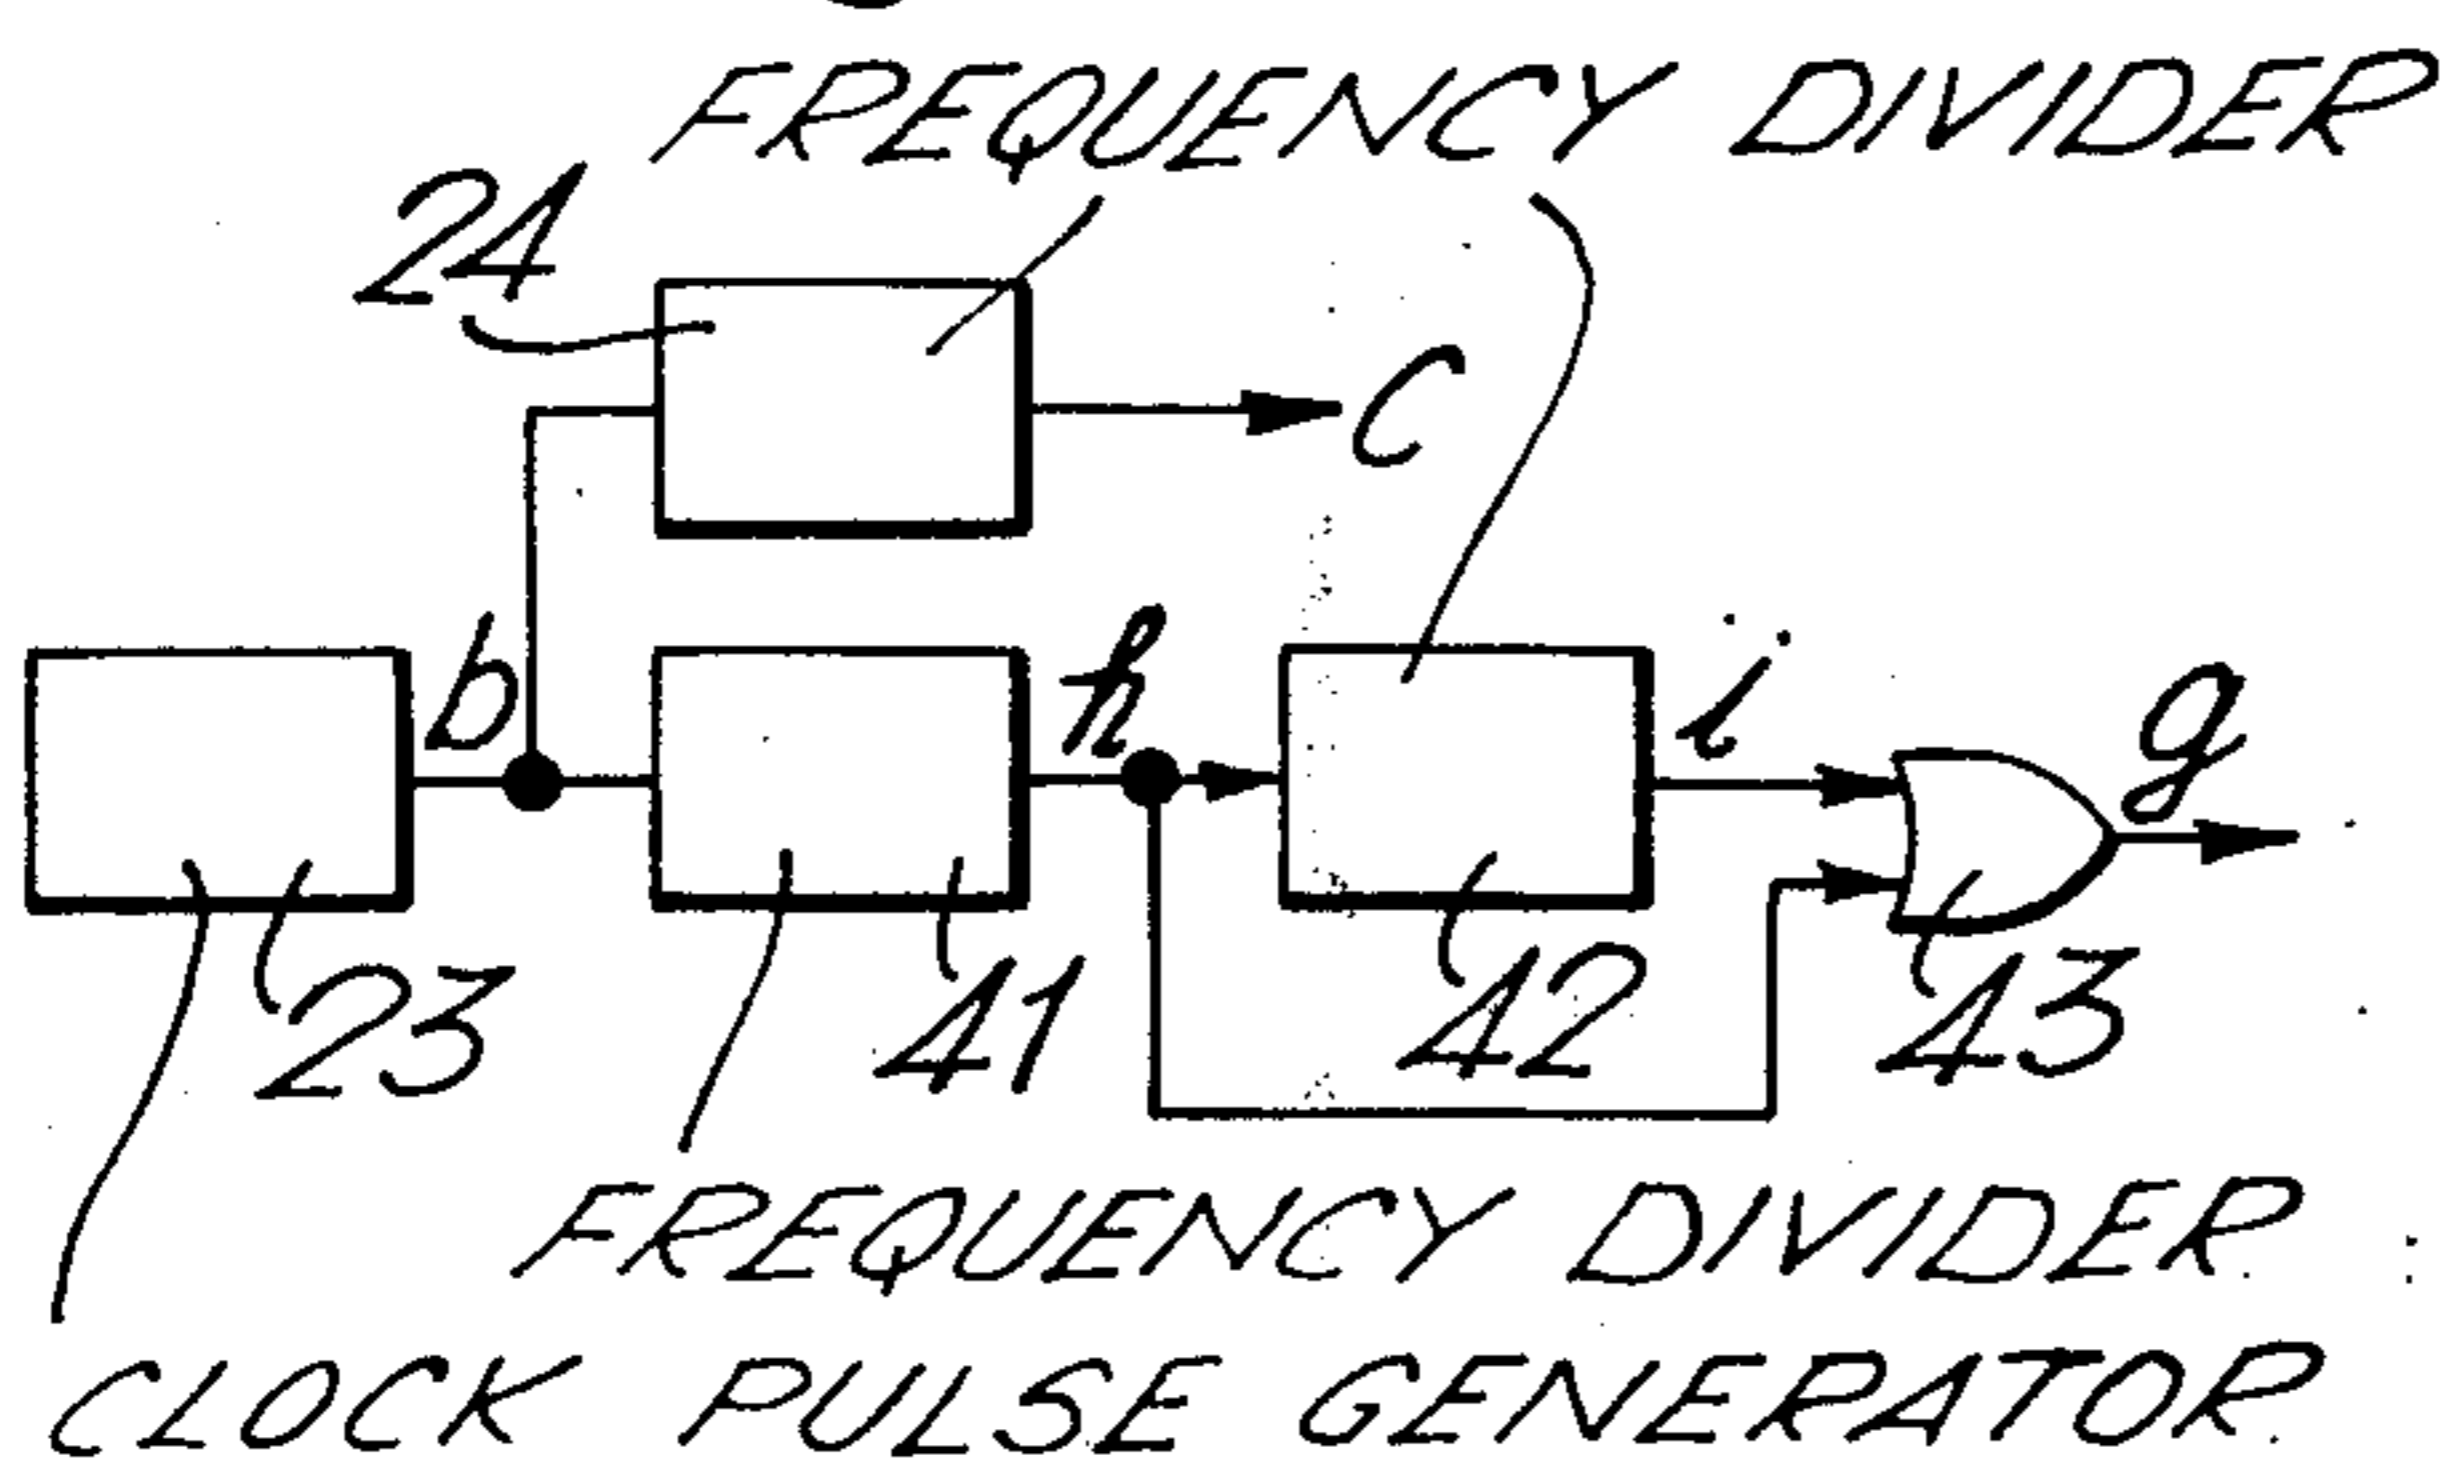 FREQUENCY DIVIDER
24
c
b
h
i
g
23
41
42
43
FREQUENCY DIVIDER
CLOCK PULSE GENERATOR.